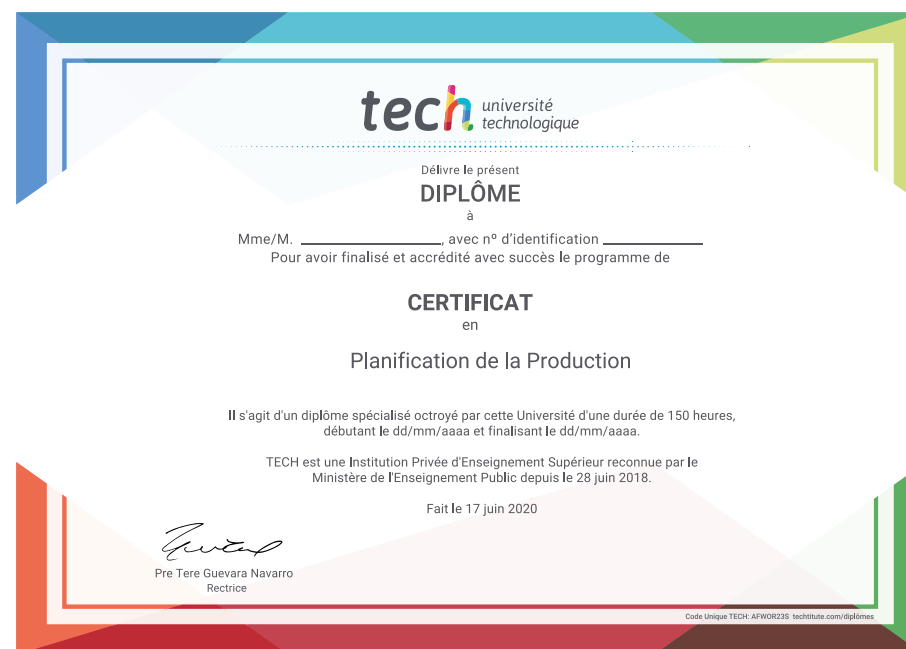 tech université
technologique
Délivre le présent
DIPLÔME
à
Mme/M. ____________________, avec nº d'identification ______________
Pour avoir finalisé et accrédité avec succès le programme de
CERTIFICAT
en
Planification de la Production
Il s'agit d'un diplôme spécialisé octroyé par cette Université d'une durée de 150 heures,
débutant le dd/mm/aaaa et finalisant le dd/mm/aaaa.
TECH est une Institution Privée d'Enseignement Supérieur reconnue par le
Ministère de l'Enseignement Public depuis le 28 juin 2018.
Fait le 17 juin 2020
Pre Tere Guevara Navarro
Rectrice
Code Unique TECH: AFWOR23S techtitute.com/diplômes